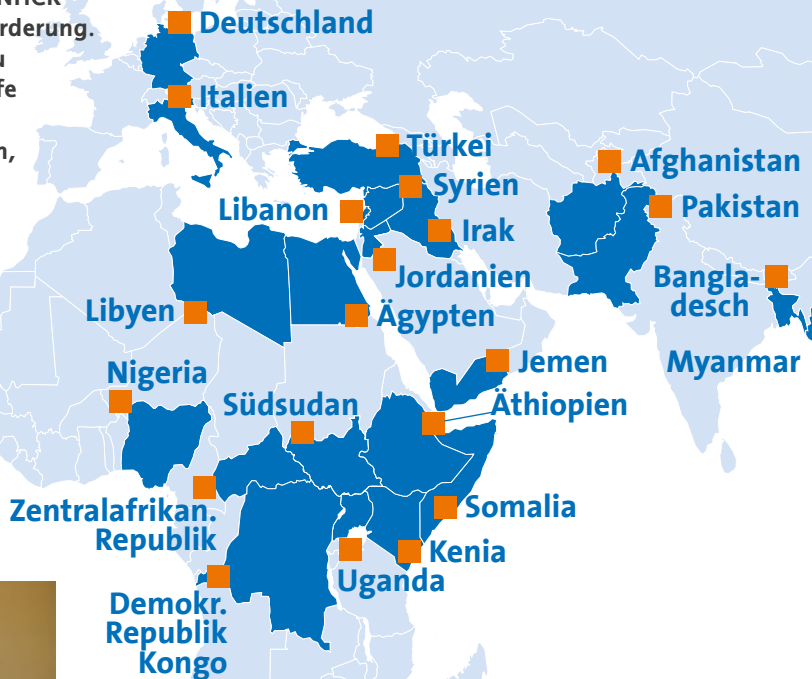 rderung.
Deutschland
Italien
Türkei
Syrien
Libanon
Irak
Jordanien
Afghanistan
Pakistan
Bangla-
desch
Myanmar
Libyen
Ägypten
Jemen
Äthiopien
Nigeria
Südsudan
Zentralafrikan.
Republik
Somalia
Kenia
Uganda
Demokr.
Republik
Kongo